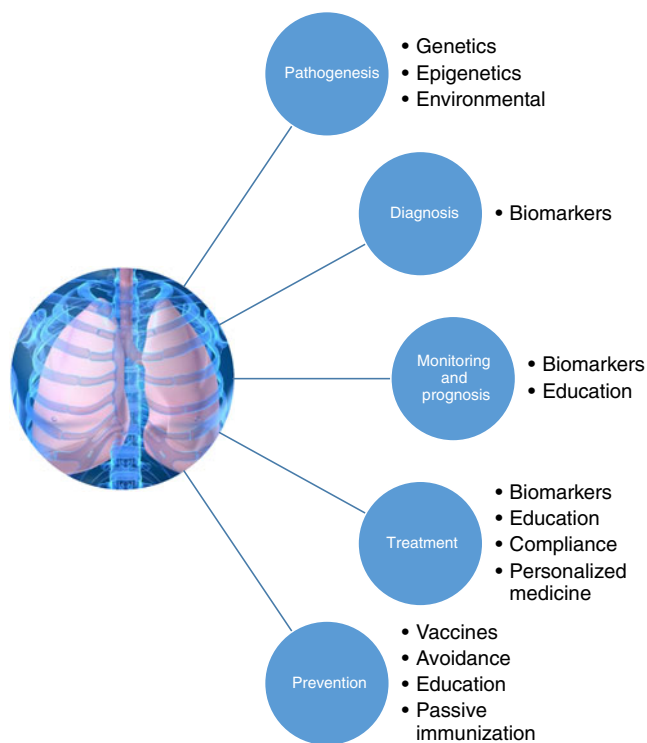 Pathogenesis
• Genetics
• Epigenetics
• Environmental
Diagnosis
• Biomarkers
Monitoring
and
prognosis
• Biomarkers
• Education
Treatment
• Biomarkers
• Education
• Compliance
• Personalized
medicine
Prevention
• Vaccines
• Avoidance
• Education
• Passive
immunization